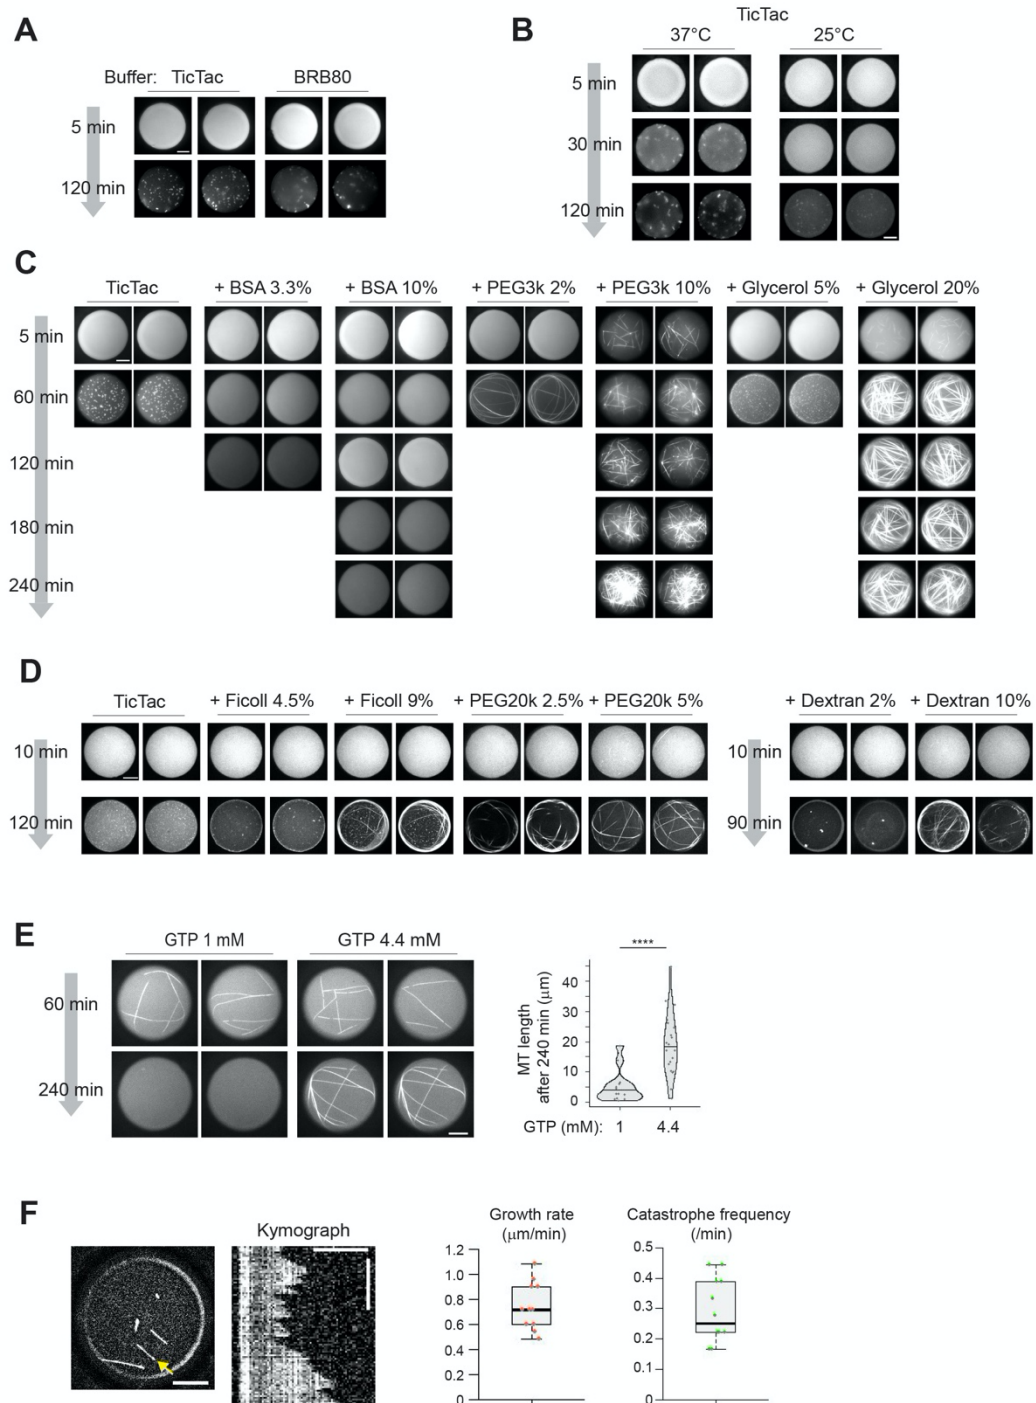 A
Buffer: TicTac BRB80
5 min
120 min
B
TicTac
37°C 25°C
5 min
30 min
120 min
C
TicTac + BSA 3.3% + BSA 10% + PEG3k 2% + PEG3k 10% + Glycerol 5% + Glycerol 20%
5 min
60 min
120 min
180 min
240 min
D
TicTac + Ficoll 4.5% + Ficoll 9% + PEG20k 2.5% + PEG20k 5% + Dextran 2% + Dextran 10%
10 min 10 min
120 min 90 min
E
GTP 1 mM GTP 4.4 mM
60 min
240 min
****
MT length
after 240 min (μm)
40
30
20
10
0
GTP (mM): 1 4.4
F
Kymograph
Growth rate
(μm/min)
1.2
1.0
0.8
0.6
0.4
0.2
0
Catastrophe frequency
(/min)
0.5
0.4
0.3
0.2
0.1
0